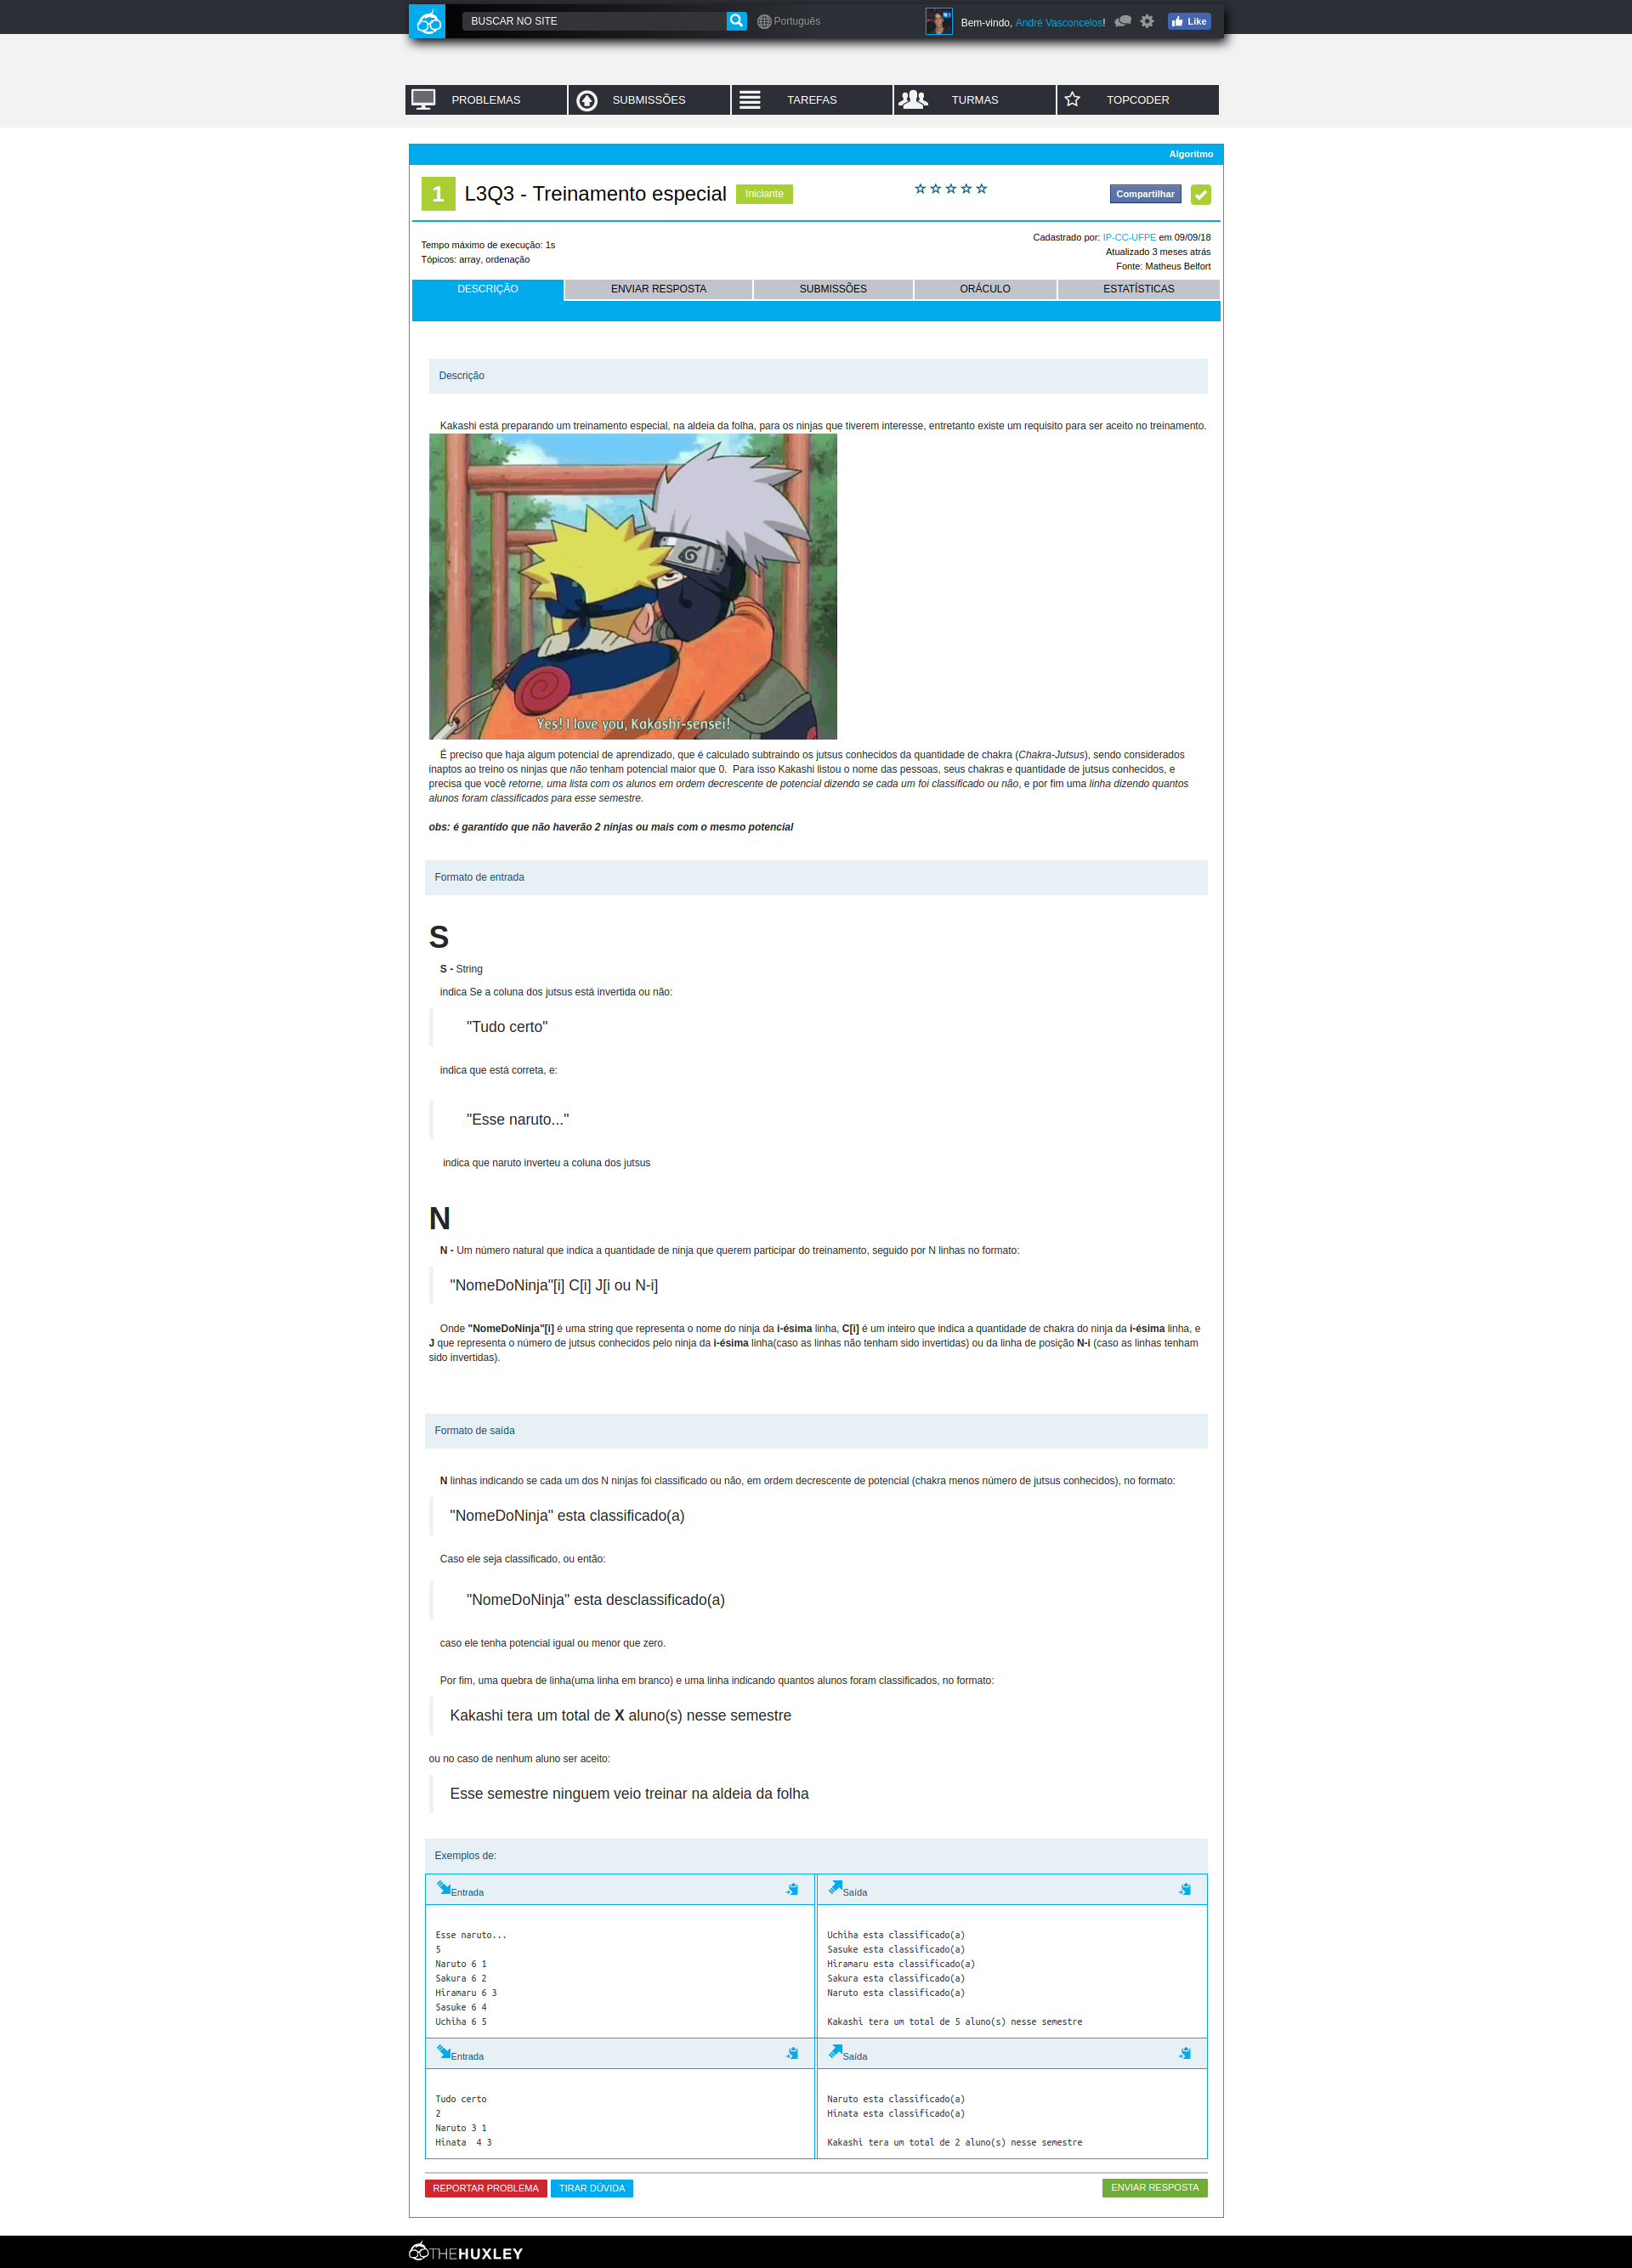 BUSCAR NO SITE
Português
Bem-vindo, André Vasconcelos!
Like
PROBLEMAS
SUBMISSÕES
TAREFAS
TURMAS
TOPCODER
Algoritmo
1
L3Q3 - Treinamento especial
Iniciante
Compartilhar
Tempo máximo de execução: 1s
Tópicos: array, ordenação
Cadastrado por: IP-CC-UFPE em 09/09/18
Atualizado 3 meses atrás
Fonte: Matheus Belfort
DESCRIÇÃO
ENVIAR RESPOSTA
SUBMISSÕES
ORÁCULO
ESTATÍSTICAS
Descrição
Kakashi está preparando um treinamento especial, na aldeia da folha, para os ninjas que tiverem interesse, entretanto existe um requisito para ser aceito no treinamento.
Yes! I love you, Kakashi-sensei!
É preciso que haja algum potencial de aprendizado, que é calculado subtraindo os jutsus conhecidos da quantidade de chakra (Chakra-Jutsus), sendo considerados
inaptos ao treino os ninjas que não tenham potencial maior que 0.  Para isso Kakashi listou o nome das pessoas, seus chakras e quantidade de jutsus conhecidos, e
precisa que você retorne, uma lista com os alunos em ordem decrescente de potencial dizendo se cada um foi classificado ou não, e por fim uma linha dizendo quantos
alunos foram classificados para esse semestre.
obs: é garantido que não haverão 2 ninjas ou mais com o mesmo potencial
Formato de entrada
S
S - String
indica Se a coluna dos jutsus está invertida ou não:
"Tudo certo"
indica que está correta, e:
"Esse naruto..."
indica que naruto inverteu a coluna dos jutsus
N
N - Um número natural que indica a quantidade de ninja que querem participar do treinamento, seguido por N linhas no formato:
"NomeDoNinja"[i] C[i] J[i ou N-i]
Onde "NomeDoNinja"[i] é uma string que representa o nome do ninja da i-ésima linha, C[i] é um inteiro que indica a quantidade de chakra do ninja da i-ésima linha, e
J que representa o número de jutsus conhecidos pelo ninja da i-ésima linha(caso as linhas não tenham sido invertidas) ou da linha de posição N-i (caso as linhas tenham
sido invertidas).
Formato de saída
N linhas indicando se cada um dos N ninjas foi classificado ou não, em ordem decrescente de potencial (chakra menos número de jutsus conhecidos), no formato:
"NomeDoNinja" esta classificado(a)
Caso ele seja classificado, ou então:
"NomeDoNinja" esta desclassificado(a)
caso ele tenha potencial igual ou menor que zero.
Por fim, uma quebra de linha(uma linha em branco) e uma linha indicando quantos alunos foram classificados, no formato:
Kakashi tera um total de X aluno(s) nesse semestre
ou no caso de nenhum aluno ser aceito:
Esse semestre ninguem veio treinar na aldeia da folha
Exemplos de:
Entrada
Saída
Esse naruto...
5
Naruto 6 1
Sakura 6 2
Hiramaru 6 3
Sasuke 6 4
Uchiha 6 5
Uchiha esta classificado(a)
Sasuke esta classificado(a)
Hiramaru esta classificado(a)
Sakura esta classificado(a)
Naruto esta classificado(a)
Kakashi tera um total de 5 aluno(s) nesse semestre
Entrada
Saída
Tudo certo
2
Naruto 3 1
Hinata  4 3
Naruto esta classificado(a)
Hinata esta classificado(a)
Kakashi tera um total de 2 aluno(s) nesse semestre
REPORTAR PROBLEMA
TIRAR DÚVIDA
ENVIAR RESPOSTA
THEHUXLEY